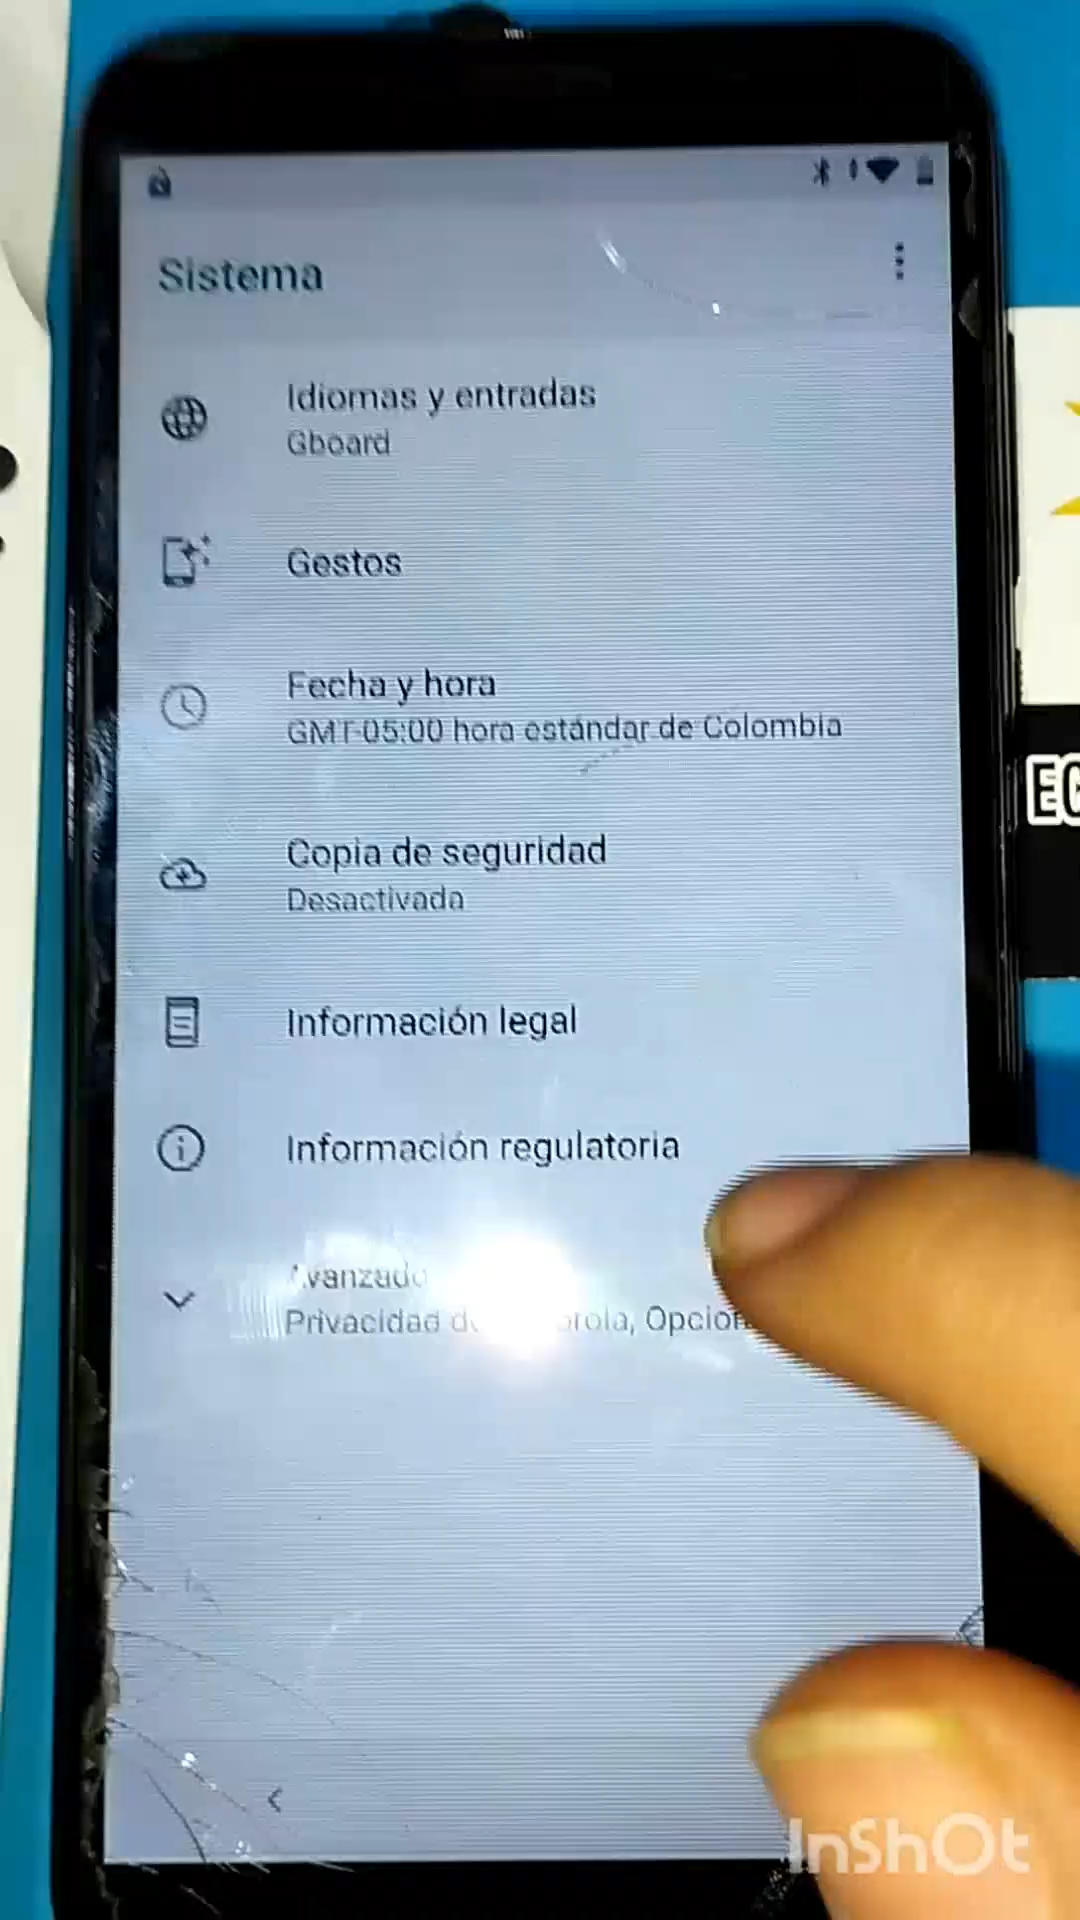 Sistema
Idiomas y entradas
Gboard
Gestos
Fecha y hora
GMT-05:00 hora estándar de Colombia
Copia de seguridad
Desactivada
Información legal
Información regulatoria
Avanzado
Privacidad
InShOt